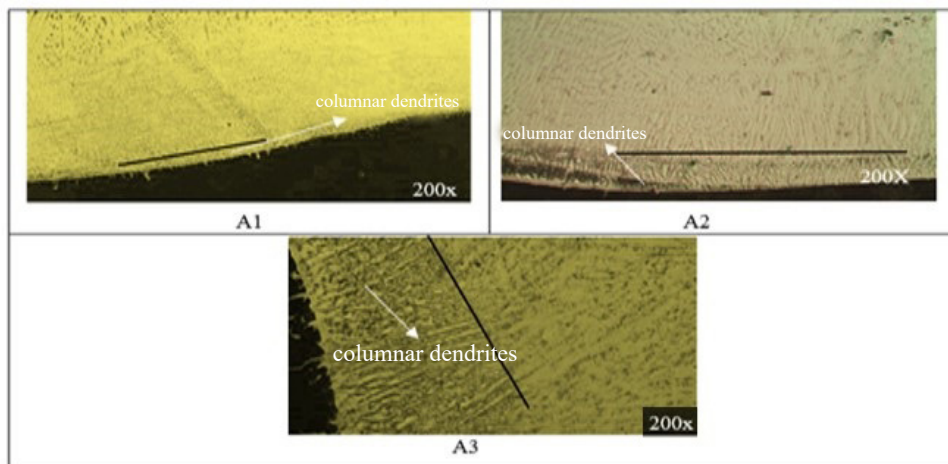 columnar dendrites
200x
A1
columnar dendrites
200X
A2
columnar dendrites
200x
A3